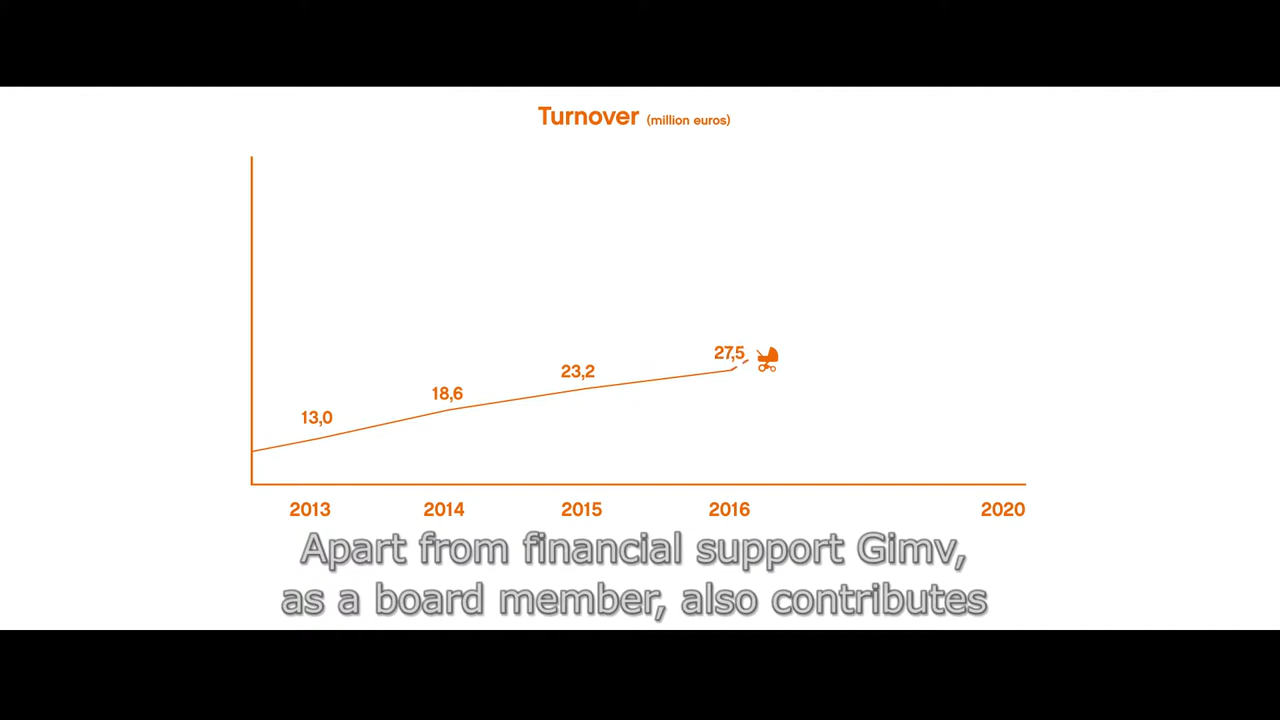 Turnover (million euros)
27,5
23,2
18,6
13,0
2013 2014 2015 2016 2020
Apart from financial support Gimv,
as a board member, also contributes